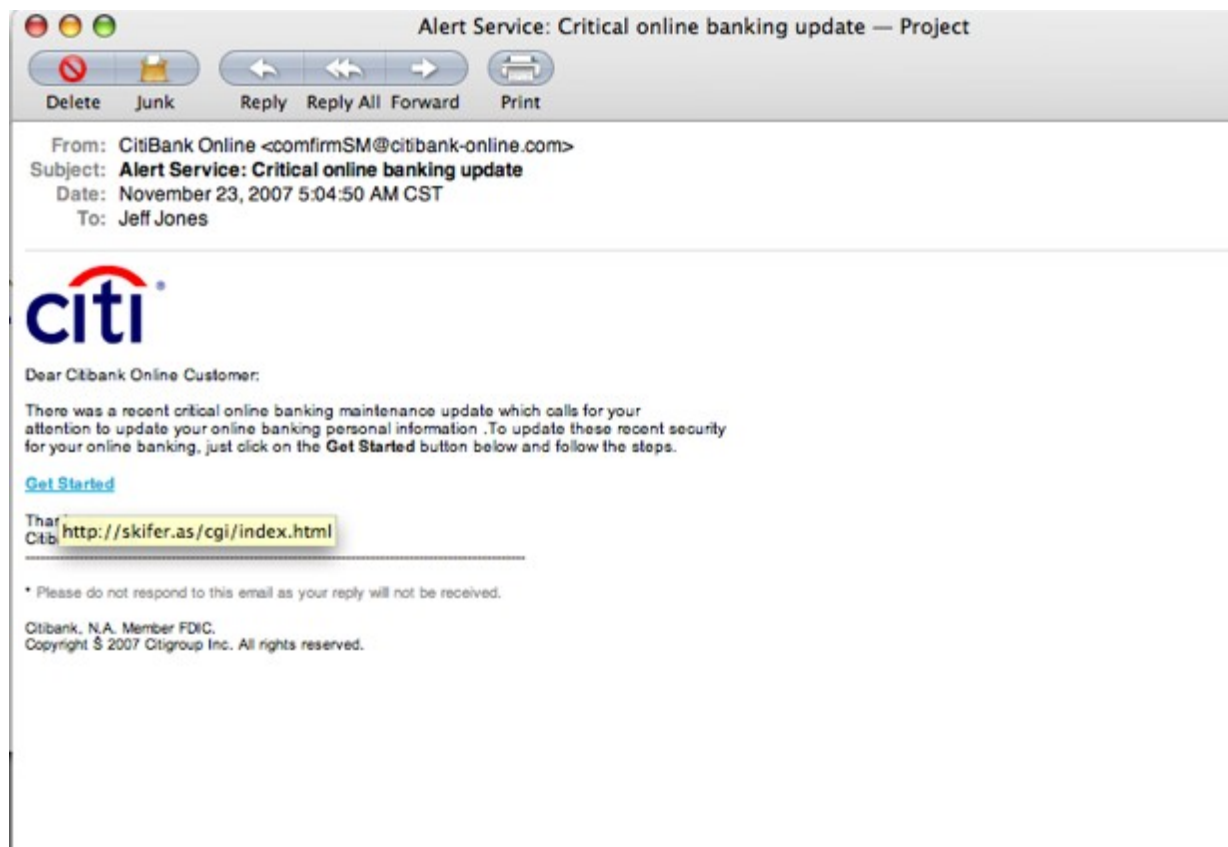 Alert Service: Critical online banking update — Project
Delete Junk Reply Reply All Forward Print
From: CitiBank Online <comfirmSM@citibank-online.com>
Subject: Alert Service: Critical online banking update
Date: November 23, 2007 5:04:50 AM CST
To: Jeff Jones
citi
Dear Citibank Online Customer:
There was a recent critical online banking maintenance update which calls for your
attention to update your online banking personal information .To update these recent security
for your online banking, just click on the Get Started button below and follow the steps.
Get Started
http://skifer.as/cgi/index.html
* Please do not respond to this email as your reply will not be received.
Citibank, N.A. Member FDIC.
Copyright Š 2007 Citigroup Inc. All rights reserved.